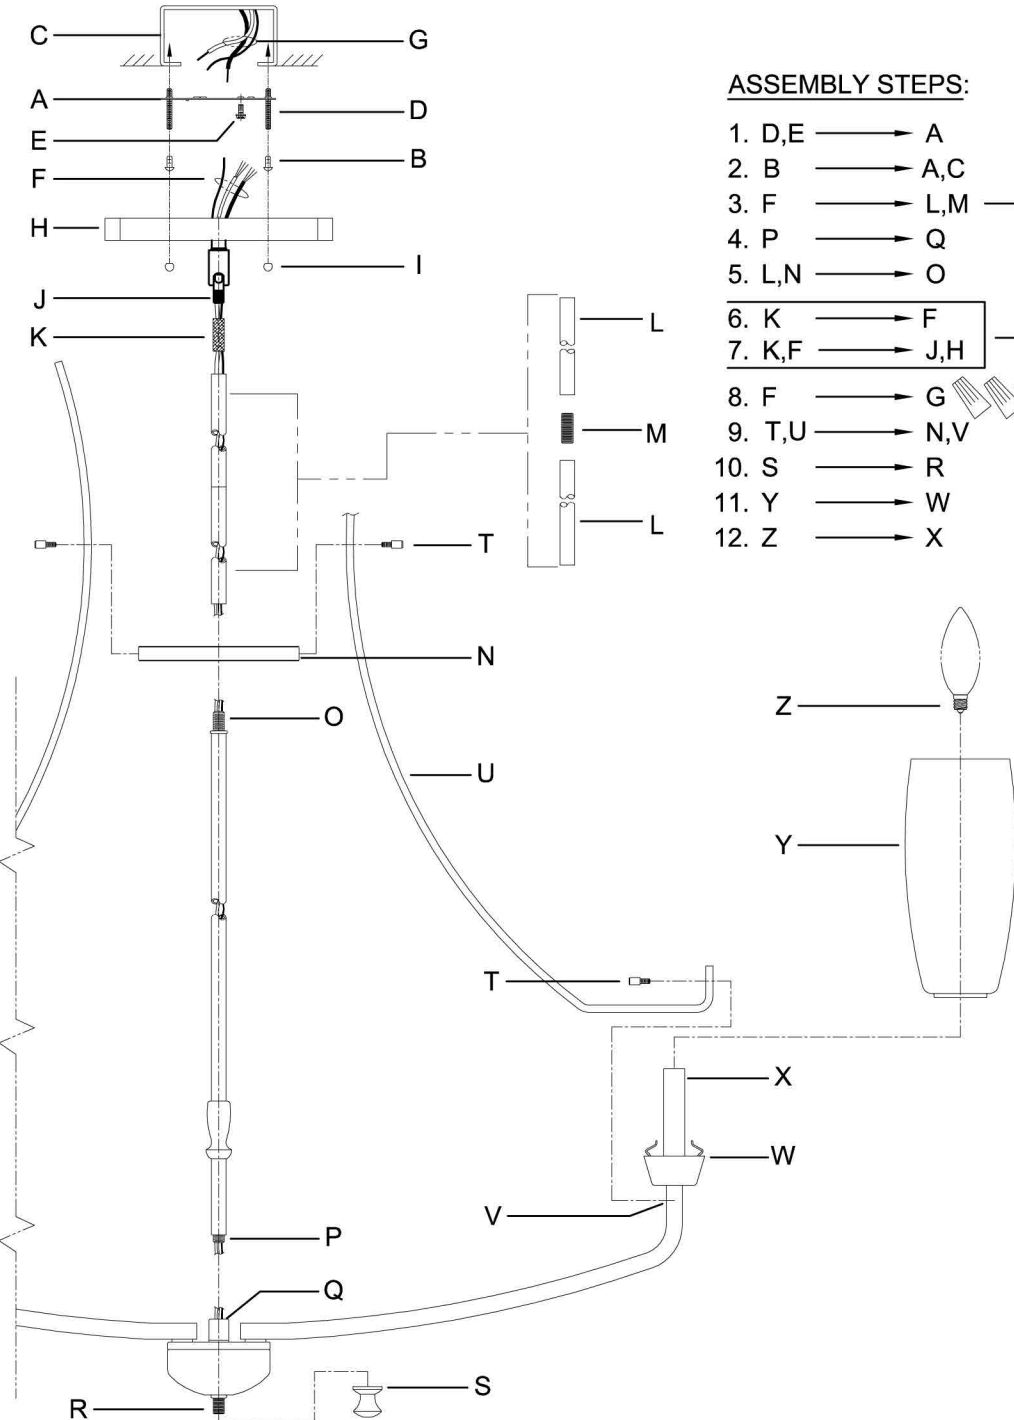 C
G
A
D
E
B
F
H
I
J
K
L
M
L
T
N
O
U
Z
Y
T
X
W
V
P
Q
S
R
ASSEMBLY STEPS:
1. D,E → A
2. B → A,C
3. F → L,M
4. P → Q
5. L,N → O
6. K → F
7. K,F → J,H
8. F → G
9. T,U → N,V
10. S → R
11. Y → W
12. Z → X